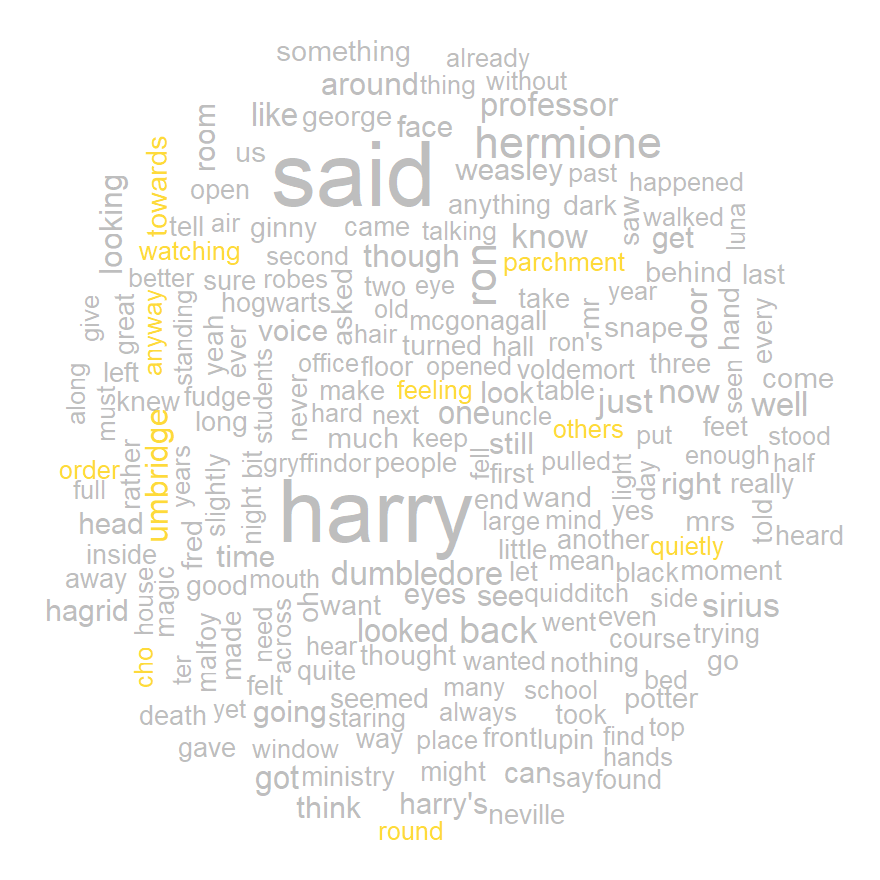 something
already
around
thing
without
room
like
george
face
professor
hermione
said
us
weasley
past
happened
towards
looking
open
anything
dark
saw
walked
luna
tell
air
ginny
came
talking
know
get
watching
second
though
ron
parchment
behind
last
better
sure
robes
two
eye
take
year
mr
door
hand
every
give
great
anyway
standing
yeah
ever
hogwarts
voice
asked
hair
old
mcgonagall
turned
hall
ron's
snape
voldemort
three
seen
come
along
left
must
knew
fudge
long
students
office
floor
opened
never
make
feeling
look
table
just
now
well
hard
next
one
uncle
others
put
feet
stood
order
full
rather
umbridge
years
slightly
night
bit
gryffindor
much
keep
people
still
fell
first
pulled
light
day
enough
half
right
really
head
inside
fred
time
harry
end
wand
large
mind
yes
mrs
told
heard
another
quietly
little
mean
away
house
magic
good
mouth
dumbledore
let
black
moment
hagrid
oh
want
eyes
see
quidditch
side
sirius
cho
ter
malfoy
made
need
across
hear
quite
looked
back
went
even
course
trying
thought
wanted
nothing
go
felt
bed
death
yet
going
seemed
staring
many
always
school
took
potter
top
gave
window
way
place
front
lupin
find
hands
got
ministry
might
can
say
found
think
harry's
neville
round